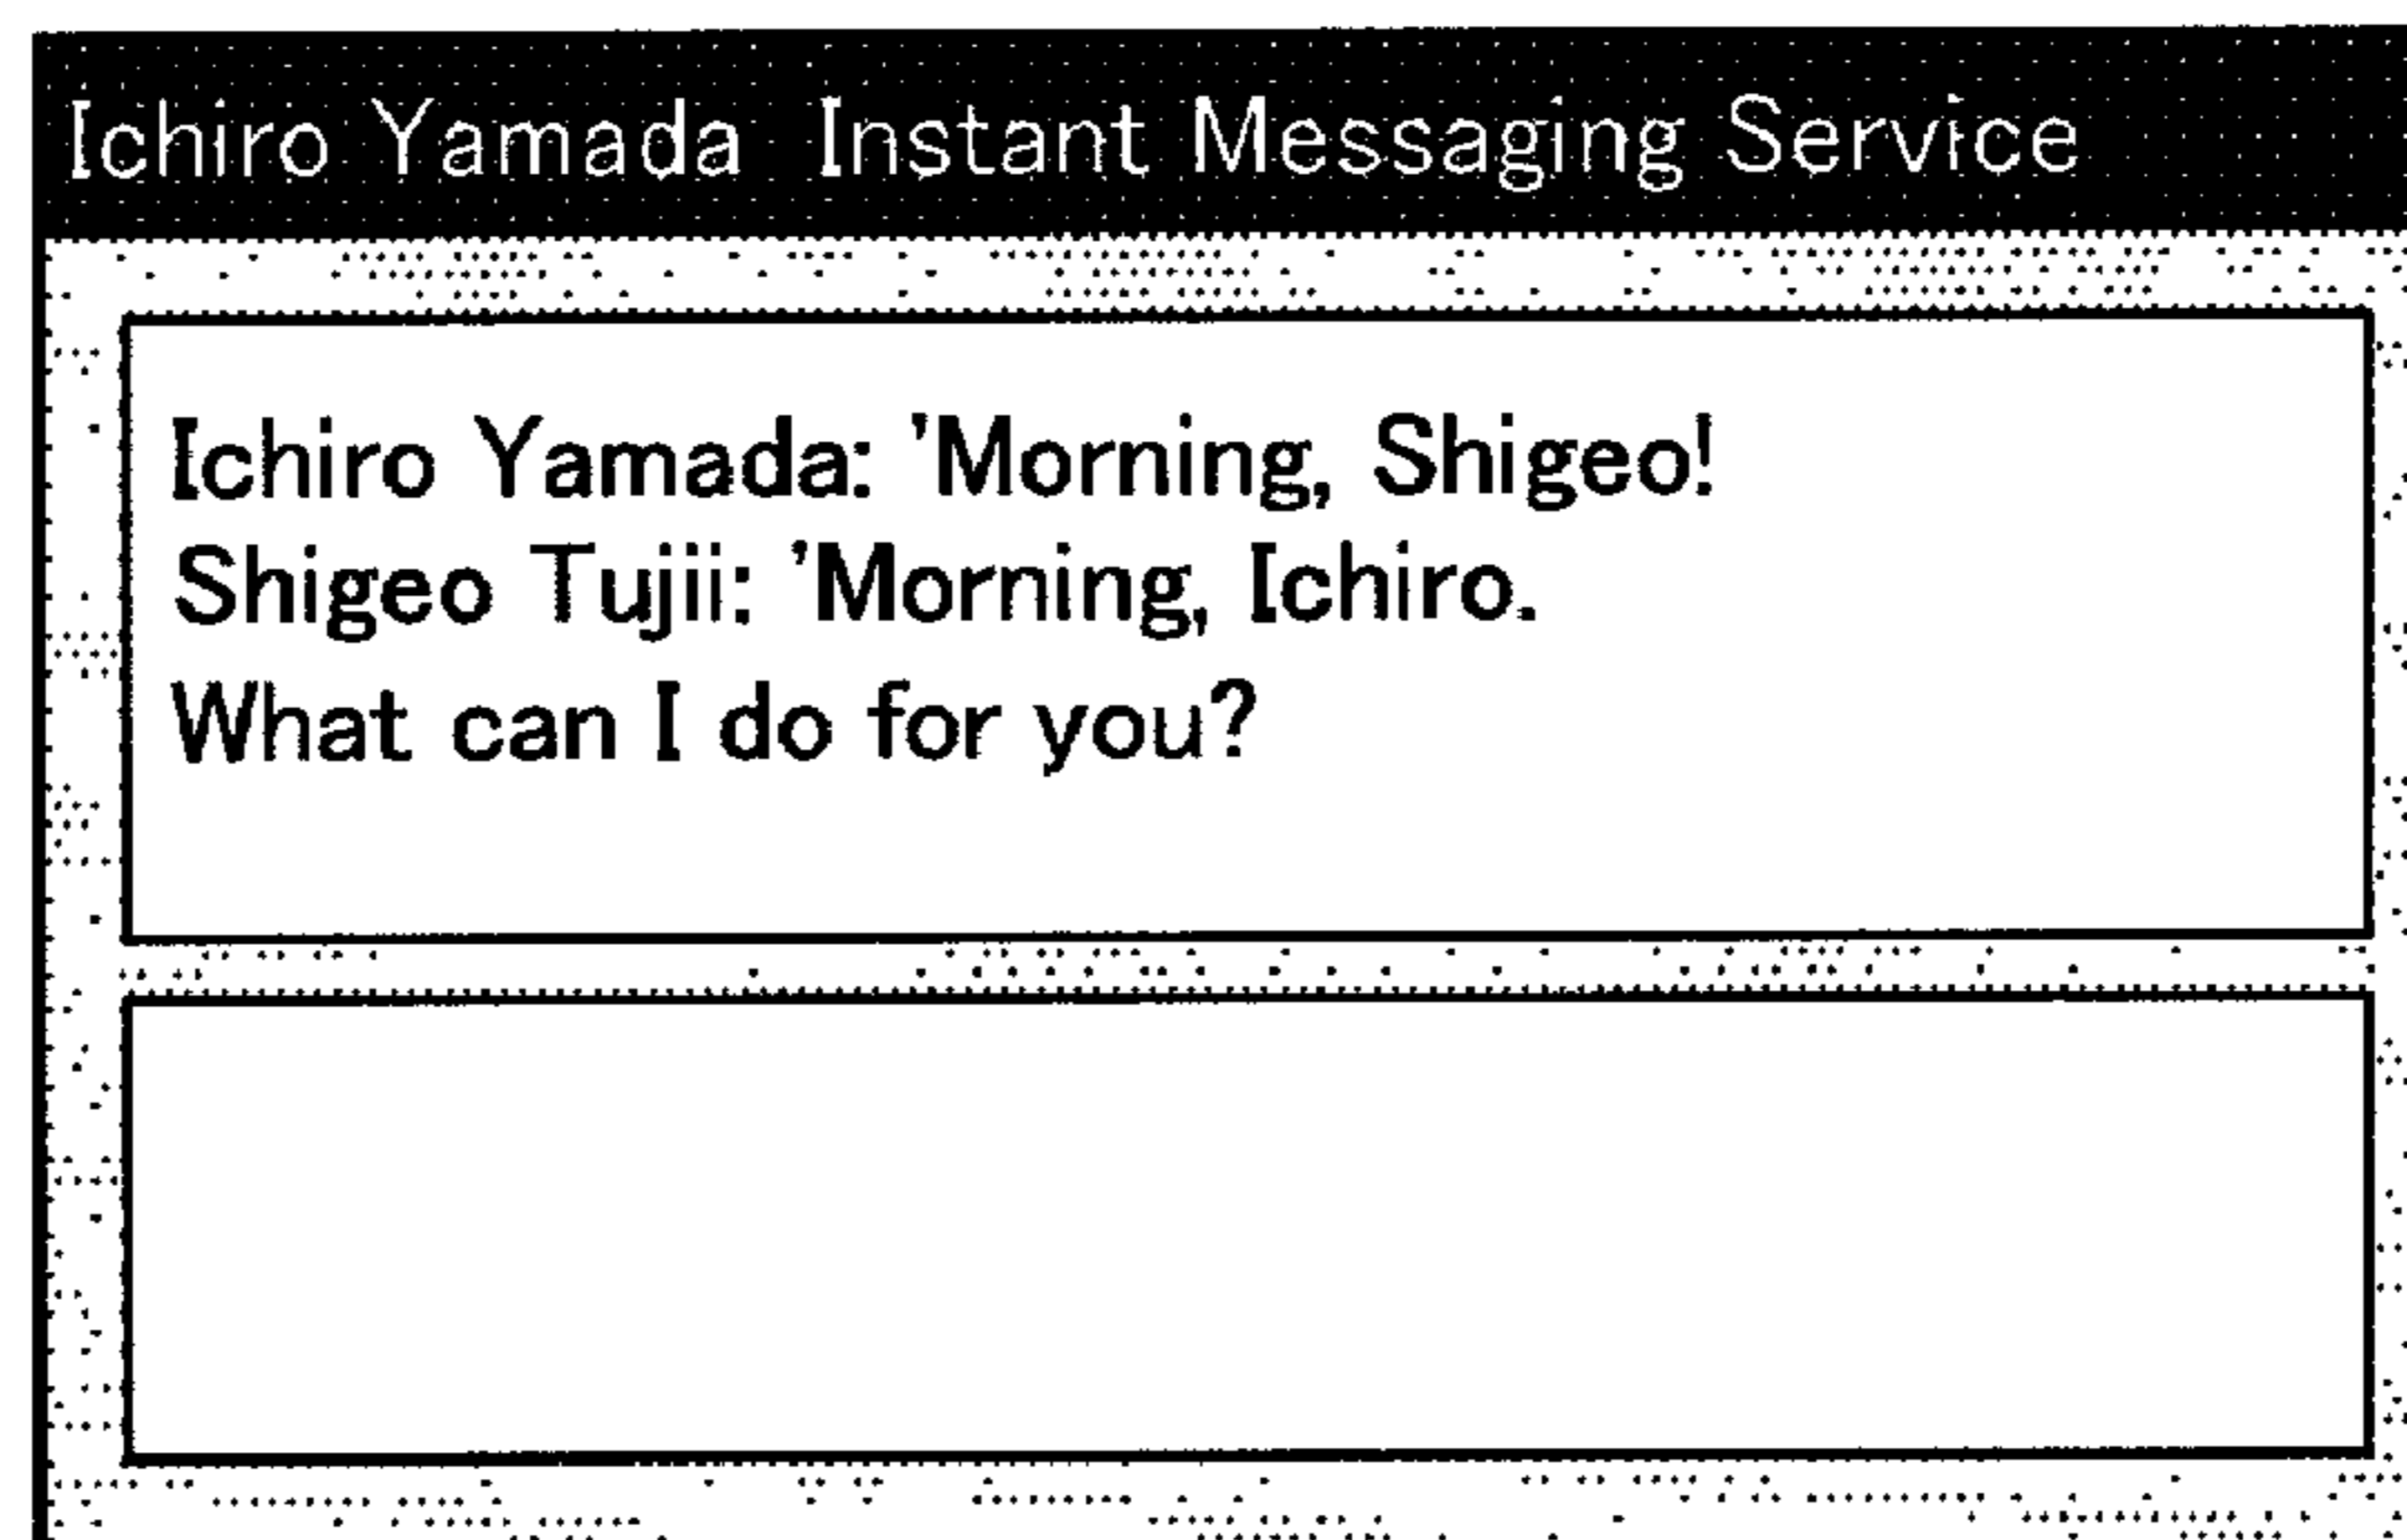 Ichiro Yamada  Instant Messaging Service
Ichiro Yamada: 'Morning, Shigeo!
Shigeo Tujii: 'Morning, Ichiro.
What can I do for you?